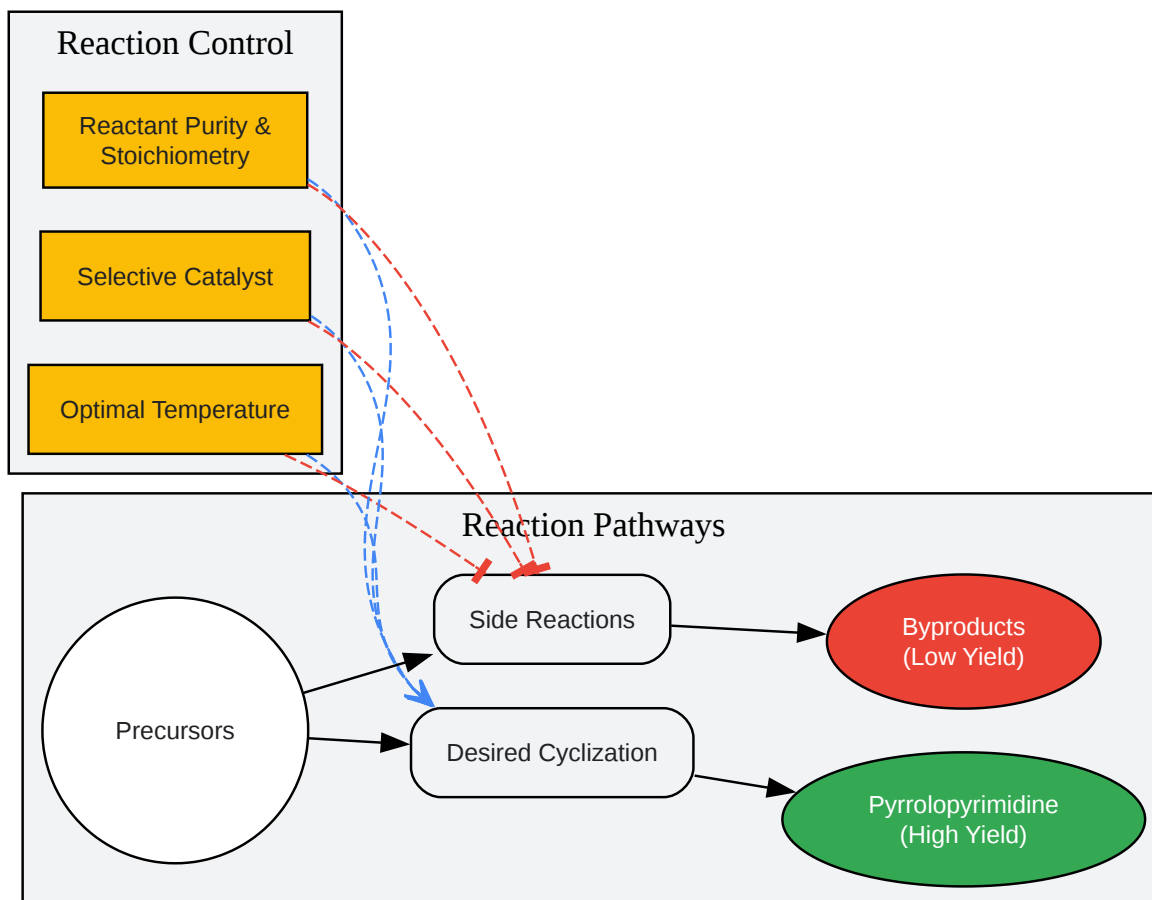 Reaction Control
Reactant Purity &
Stoichiometry
Selective Catalyst
Optimal Temperature
Reaction Pathways
Side Reactions
Byproducts
(Low Yield)
Precursors
Desired Cyclization
Pyrrolopyrimidine
(High Yield)